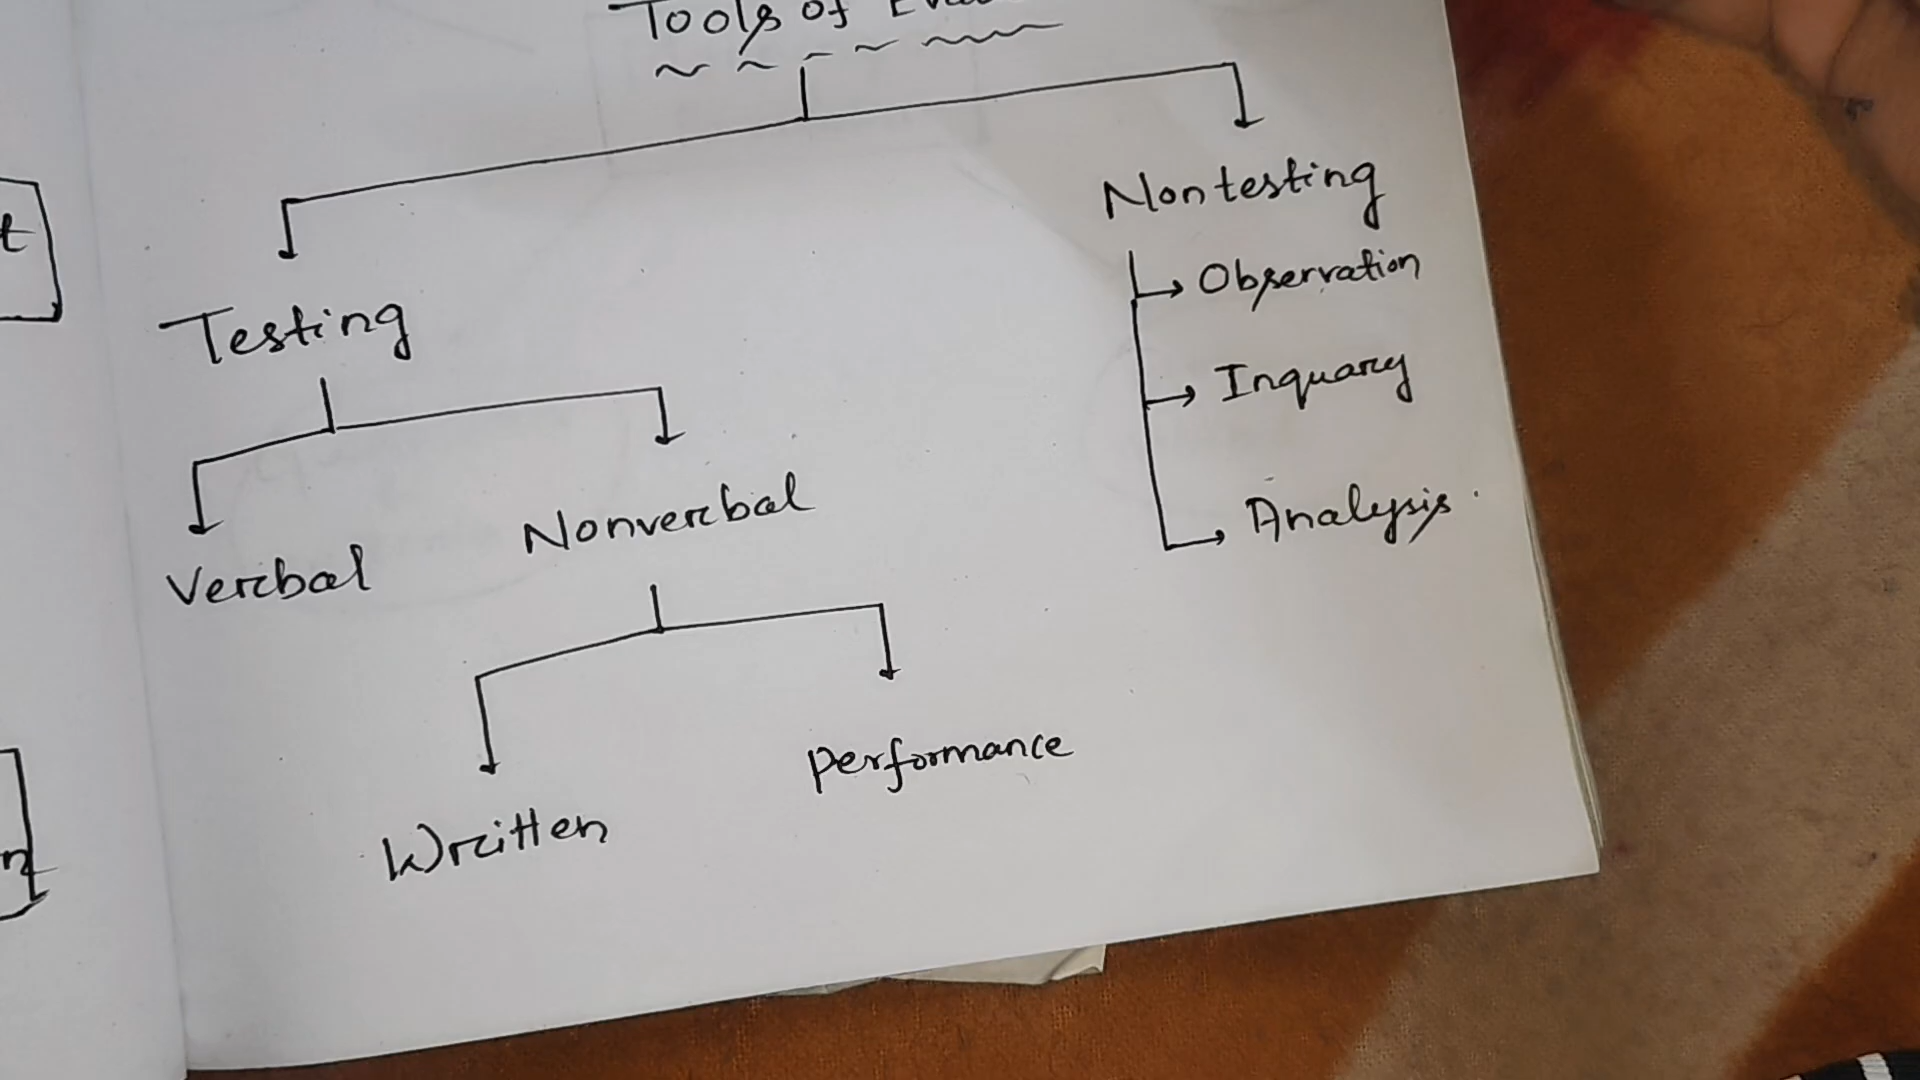 Tools of
Testing
Nontesting
Observation
Inquary
Analysis
Verbal
Nonverbal
Written
Performance